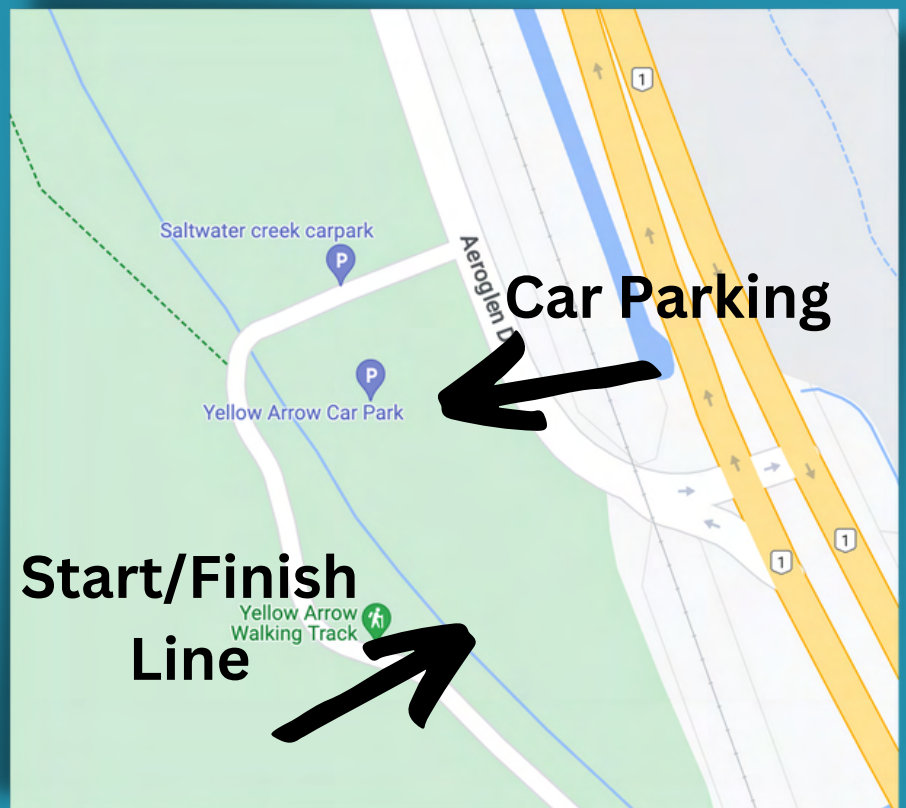 1
Saltwater creek carpark
P
Aeroglen D
Car Parking
P
Yellow Arrow Car Park
1
1
Start/Finish
Line
Yellow Arrow
Walking Track